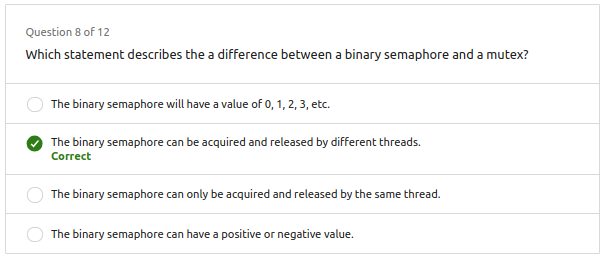 Question 8 of 12
Which statement describes the a difference between a binary semaphore and a mutex?
The binary semaphore will have a value of 0, 1, 2, 3, etc.
The binary semaphore can be acquired and released by different threads.
Correct
The binary semaphore can only be acquired and released by the same thread.
The binary semaphore can have a positive or negative value.